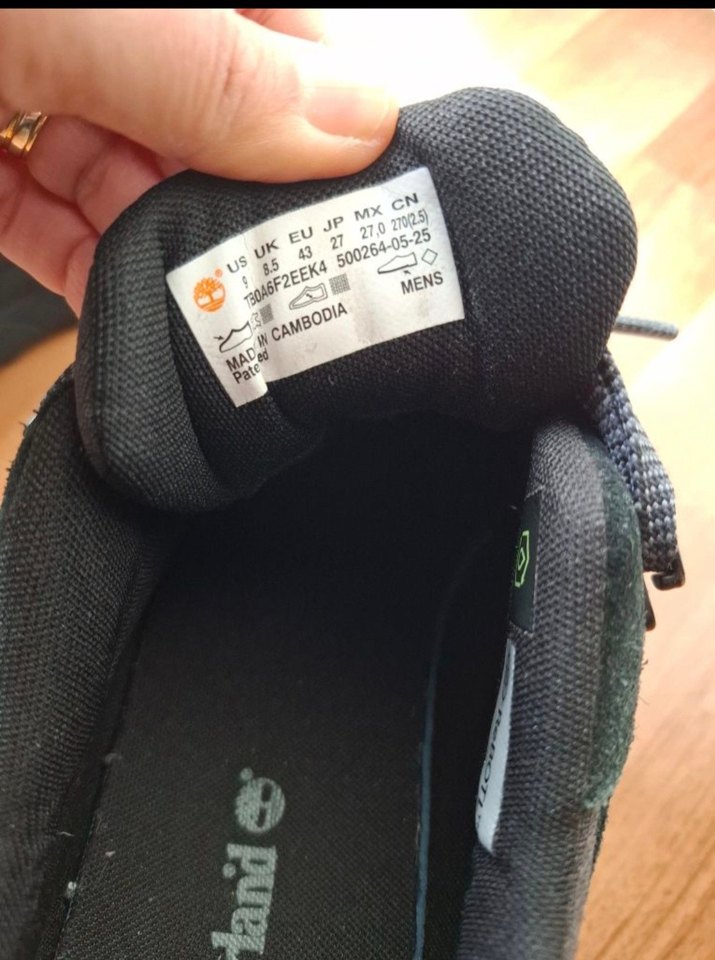 US UK EU JP MX CN
9 8.5 43 27 27,0 270(2.5)
TB0A6F2EEK4 500264-05-25
MENS
MADE IN CAMBODIA
rland